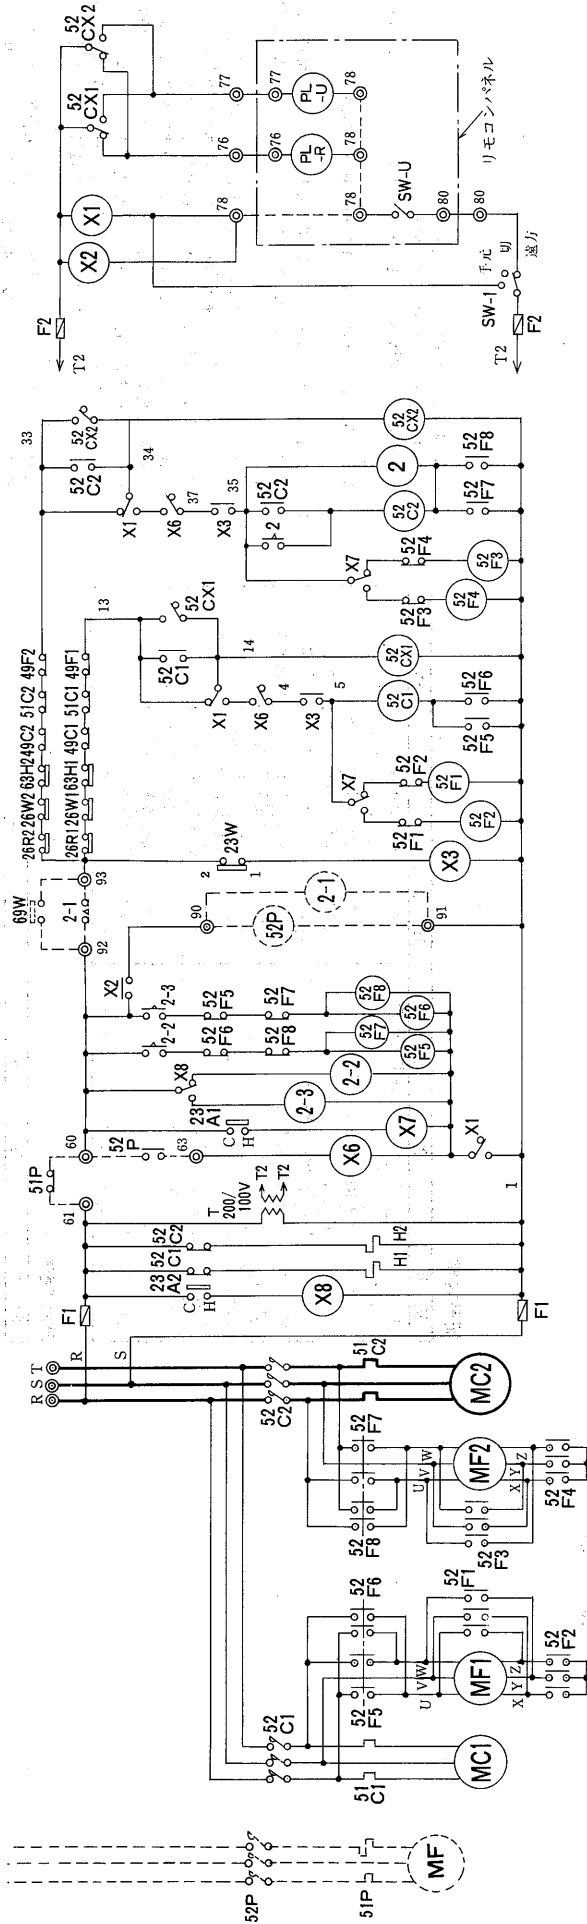 52
CX2
52
CX1
77
77
PL
-U
78
76
76
PL
-R
78
X1
78
78
SW-U
80
80
X2
リモコンパネル
手元
切
遠方
SW-1
F2
T2
F2
T2
33
52
CX2
52
C2
34
52
CX2
2
52
F8
X1
X6
37
X3
35
52
C2
2
52
C2
52
F7
X7
52
F4
52
F3
52
F3
52
F4
13
52
CX1
52
C1
14
52
CX1
X1
X6
4
X3
5
52
C1
52
F6
52
F5
X7
52
F2
52
F1
52
F1
52
F2
26R2
26W2
63H2
49C2
51C2
49F2
26R1
26W1
63H1
49C1
51C1
49F1
23W
2
1
X3
69W
2-1
92
93
90
52P
2-1
91
X2
2-3
52
F5
52
F7
52
F8
52
F6
2-2
52
F6
52
F8
52
F7
52
F5
X8
2-2
2-3
23
A1
C
H
X7
51P
60
52
P
63
X6
X1
61
T
200/
100V
T2
T2
1
52
C2
52
C1
H2
H1
23
A2
C
H
X8
F1
F1
R
S
R S T
52
C2
51
C2
MC2
52
F7
52
F8
U
V
W
MF2
X
Y
Z
52
F3
52
F4
52
F6
52
F5
52
F1
U
V
W
MF1
X
Y
Z
52
F2
52
C1
51
C1
MC1
52P
51P
MF